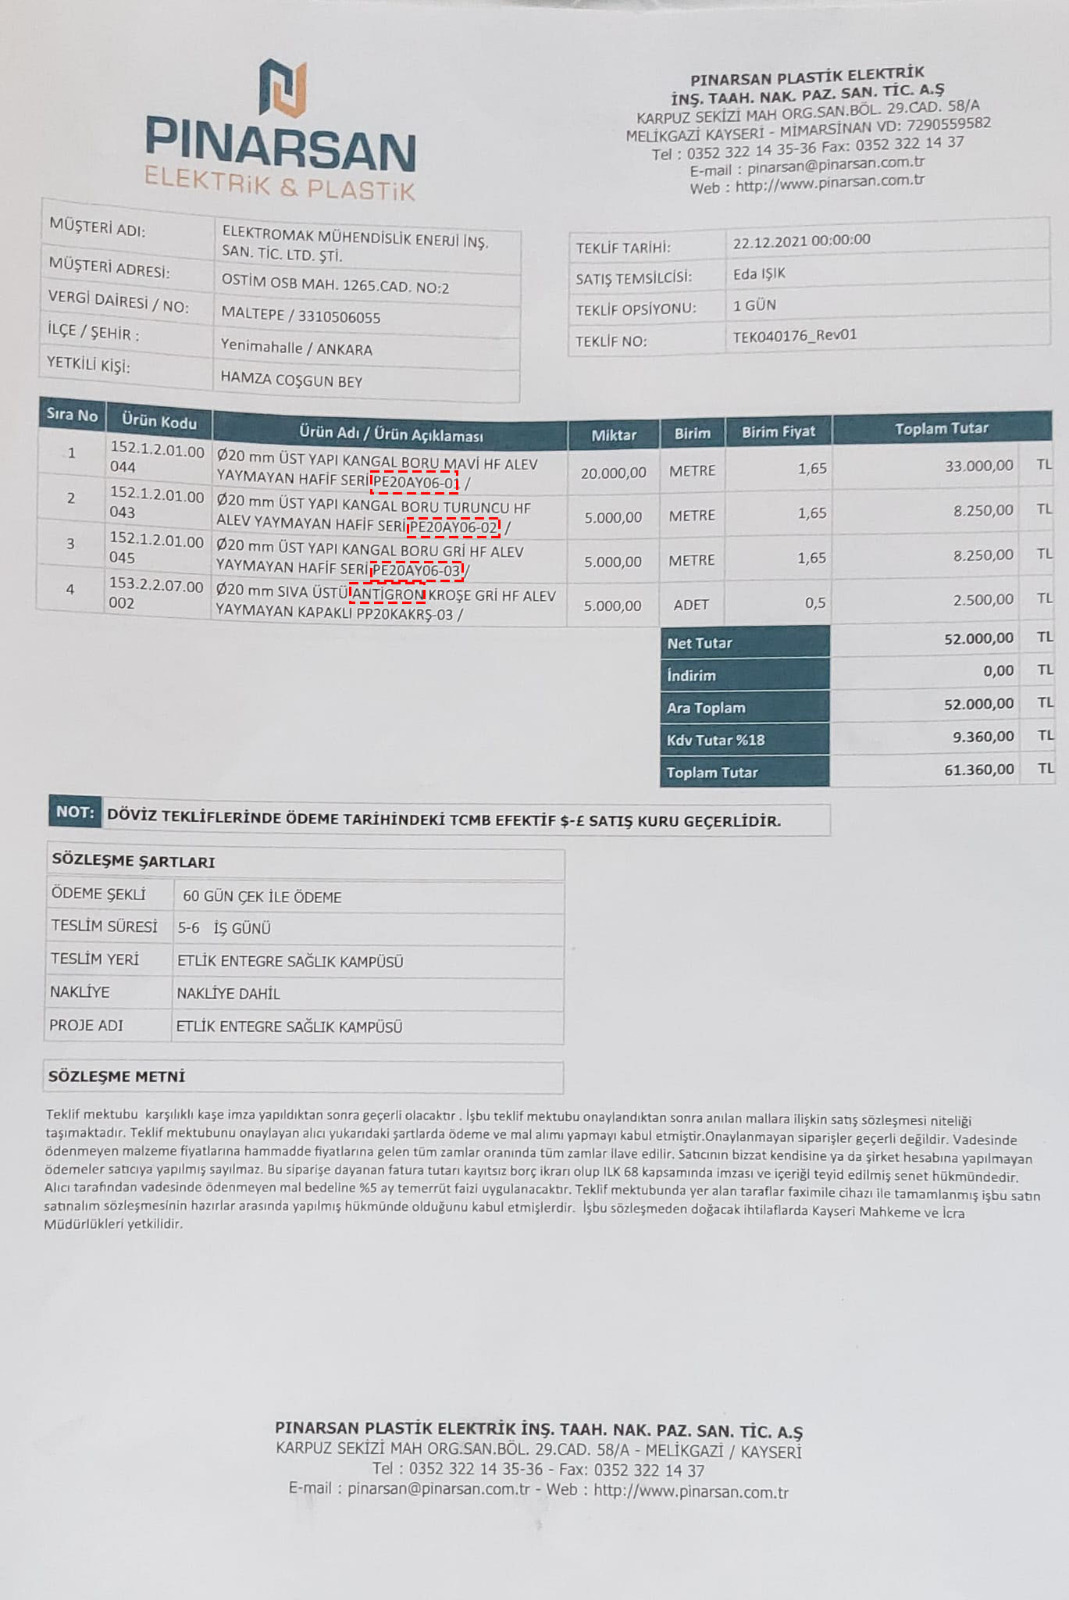 PINARSAN
ELEKTRiK & PLASTiK
PINARSAN PLASTİK ELEKTRİK
İNŞ. TAAH. NAK. PAZ. SAN. TİC. A.Ş
KARPUZ SEKİZİ MAH ORG.SAN.BÖL. 29.CAD. 58/A
MELİKGAZİ KAYSERİ - MİMARSİNAN VD: 7290559582
Tel : 0352 322 14 35-36 Fax: 0352 322 14 37
E-mail : pinarsan@pinarsan.com.tr
Web : http://www.pinarsan.com.tr
MÜŞTERİ ADI: ELEKTROMAK MÜHENDİSLİK ENERJİ İNŞ.
SAN. TİC. LTD. ŞTİ.
MÜŞTERİ ADRESİ: OSTİM OSB MAH. 1265.CAD. NO:2
VERGİ DAİRESİ / NO: MALTEPE / 3310506055
İLÇE / ŞEHİR : Yenimahalle / ANKARA
YETKİLİ KİŞİ: HAMZA COŞGUN BEY
TEKLİF TARİHİ: 22.12.2021 00:00:00
SATIŞ TEMSİLCİSİ: Eda IŞIK
TEKLİF OPSİYONU: 1 GÜN
TEKLİF NO: TEK040176_Rev01
Sıra No Ürün Kodu Ürün Adı / Ürün Açıklaması Miktar Birim Birim Fiyat Toplam Tutar
1 152.1.2.01.00 Ø20 mm ÜST YAPI KANGAL BORU MAVİ HF ALEV 20.000,00 METRE 1,65 33.000,00 TL
044 YAYMAYAN HAFİF SERİ PE20AY06-01 /
2 152.1.2.01.00 Ø20 mm ÜST YAPI KANGAL BORU TURUNCU HF 5.000,00 METRE 1,65 8.250,00 TL
043 ALEV YAYMAYAN HAFİF SERİ PE20AY06-02 /
3 152.1.2.01.00 Ø20 mm ÜST YAPI KANGAL BORU GRİ HF ALEV 5.000,00 METRE 1,65 8.250,00 TL
045 YAYMAYAN HAFİF SERİ PE20AY06-03 /
4 153.2.2.07.00 Ø20 mm SIVA ÜSTÜ ANTİGRON KROŞE GRİ HF ALEV 5.000,00 ADET 0,5 2.500,00 TL
002 YAYMAYAN KAPAKLI PP20KAKRŞ-03 /
Net Tutar 52.000,00 TL
İndirim 0,00 TL
Ara Toplam 52.000,00 TL
Kdv Tutar %18 9.360,00 TL
Toplam Tutar 61.360,00 TL
NOT: DÖVİZ TEKLİFLERİNDE ÖDEME TARİHİNDEKİ TCMB EFEKTİF $-£ SATIŞ KURU GEÇERLİDİR.
SÖZLEŞME ŞARTLARI
ÖDEME ŞEKLİ 60 GÜN ÇEK İLE ÖDEME
TESLİM SÜRESİ 5-6 İŞ GÜNÜ
TESLİM YERİ ETLİK ENTEGRE SAĞLIK KAMPÜSÜ
NAKLİYE NAKLİYE DAHİL
PROJE ADI ETLİK ENTEGRE SAĞLIK KAMPÜSÜ
SÖZLEŞME METNİ
Teklif mektubu karşılıklı kaşe imza yapıldıktan sonra geçerli olacaktır . İşbu teklif mektubu onaylandıktan sonra anılan mallara ilişkin satış sözleşmesi niteliği
taşımaktadır. Teklif mektubunu onaylayan alıcı yukarıdaki şartlarda ödeme ve mal alımı yapmayı kabul etmiştir.Onaylanmayan siparişler geçerli değildir. Vadesinde
ödenmeyen malzeme fiyatlarına hammadde fiyatlarına gelen tüm zamlar oranında tüm zamlar ilave edilir. Satıcının bizzat kendisine ya da şirket hesabına yapılmayan
ödemeler satıcıya yapılmış sayılmaz. Bu siparişe dayanan fatura tutarı kayıtsız borç ikrarı olup ILK 68 kapsamında imzası ve içeriği teyid edilmiş senet hükmündedir.
Alıcı tarafından vadesinde ödenmeyen mal bedeline %5 ay temerrüt faizi uygulanacaktır. Teklif mektubunda yer alan taraflar faximile cihazı ile tamamlanmış işbu satın
satınalım sözleşmesinin hazırlar arasında yapılmış hükmünde olduğunu kabul etmişlerdir. İşbu sözleşmeden doğacak ihtilaflarda Kayseri Mahkeme ve İcra
Müdürlükleri yetkilidir.
PINARSAN PLASTİK ELEKTRİK İNŞ. TAAH. NAK. PAZ. SAN. TİC. A.Ş
KARPUZ SEKİZİ MAH ORG.SAN.BÖL. 29.CAD. 58/A - MELİKGAZİ / KAYSERİ
Tel : 0352 322 14 35-36 - Fax: 0352 322 14 37
E-mail : pinarsan@pinarsan.com.tr - Web : http://www.pinarsan.com.tr